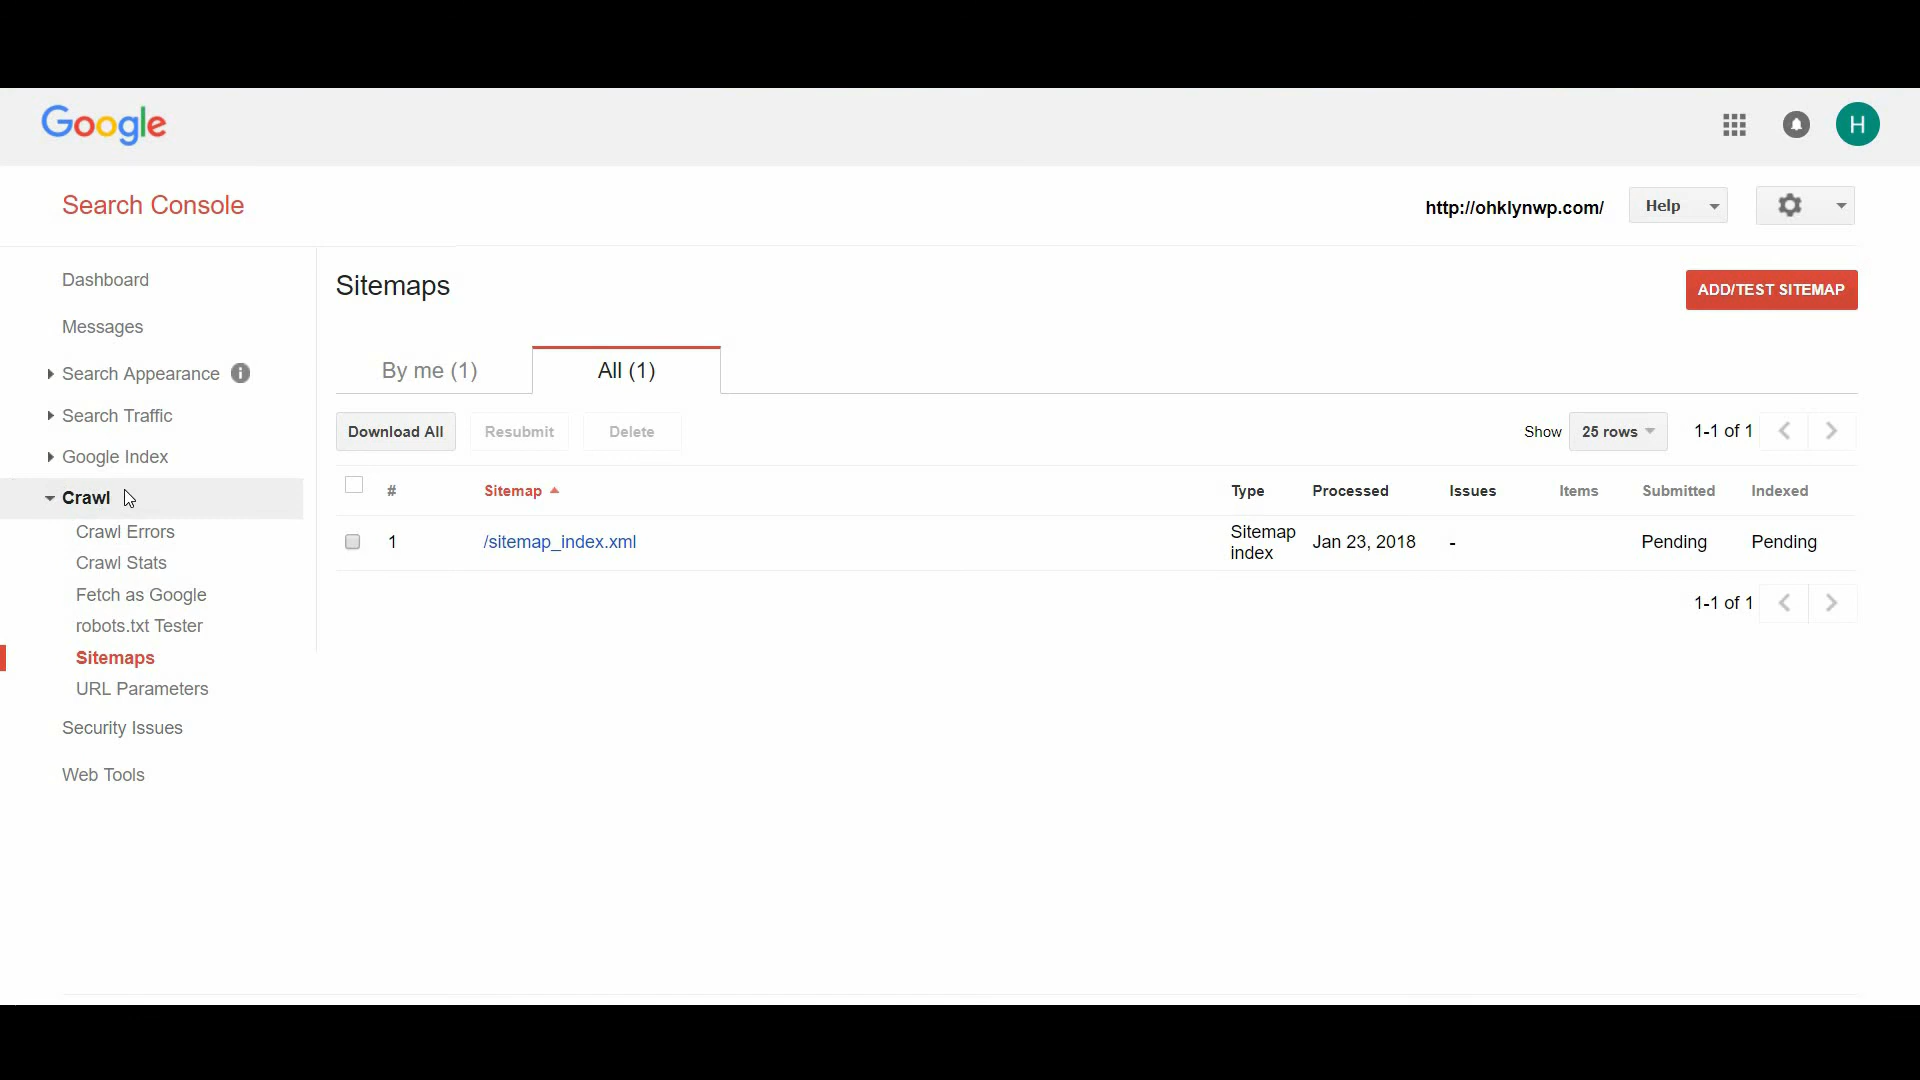 Google
H
Search Console
http://ohklynwp.com/
Help
Dashboard
Messages
Search Appearance
Search Traffic
Google Index
Crawl
Crawl Errors
Crawl Stats
Fetch as Google
robots.txt Tester
Sitemaps
URL Parameters
Security Issues
Web Tools
Sitemaps
ADD/TEST SITEMAP
By me (1)
All (1)
Download All
Resubmit
Delete
Show
25 rows
1-1 of 1
# Sitemap Type Processed Issues Items Submitted Indexed
1 /sitemap_index.xml Sitemap index Jan 23, 2018 - Pending Pending
1-1 of 1